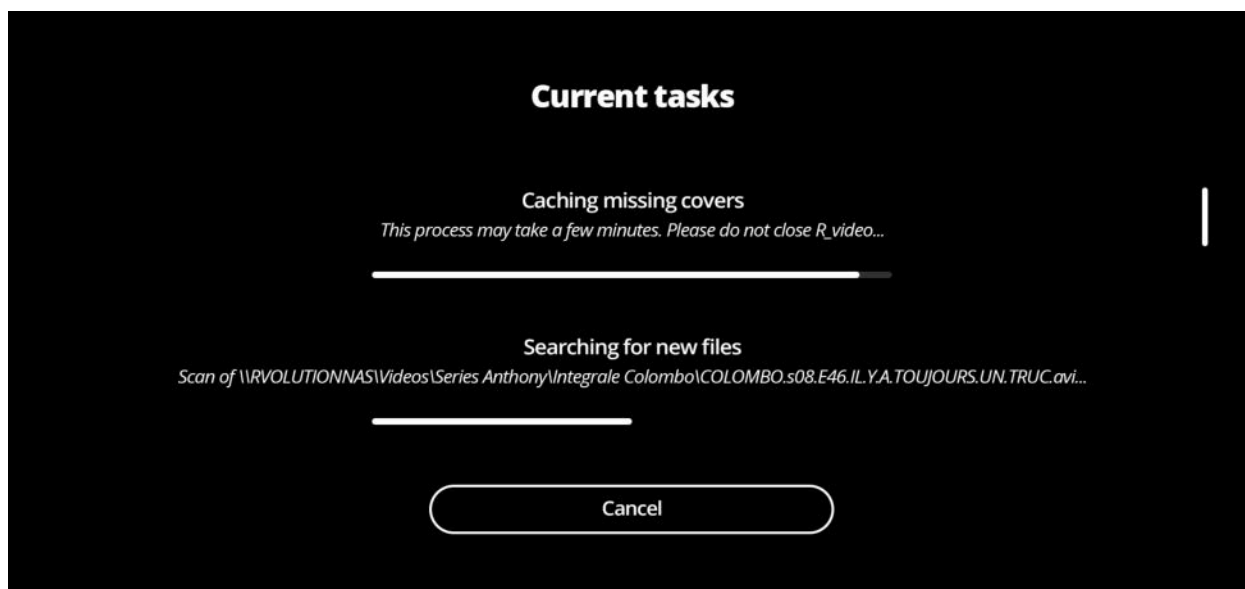 Current tasks
Caching missing covers
This process may take a few minutes. Please do not close R_video...
Searching for new files
Scan of \\RVOLUTIONNAS\Videos\Series Anthony\Integrale Colombo\COLOMBO.s08.E46.IL.Y.A.TOUJOURS.UN.TRUC.avi...
Cancel